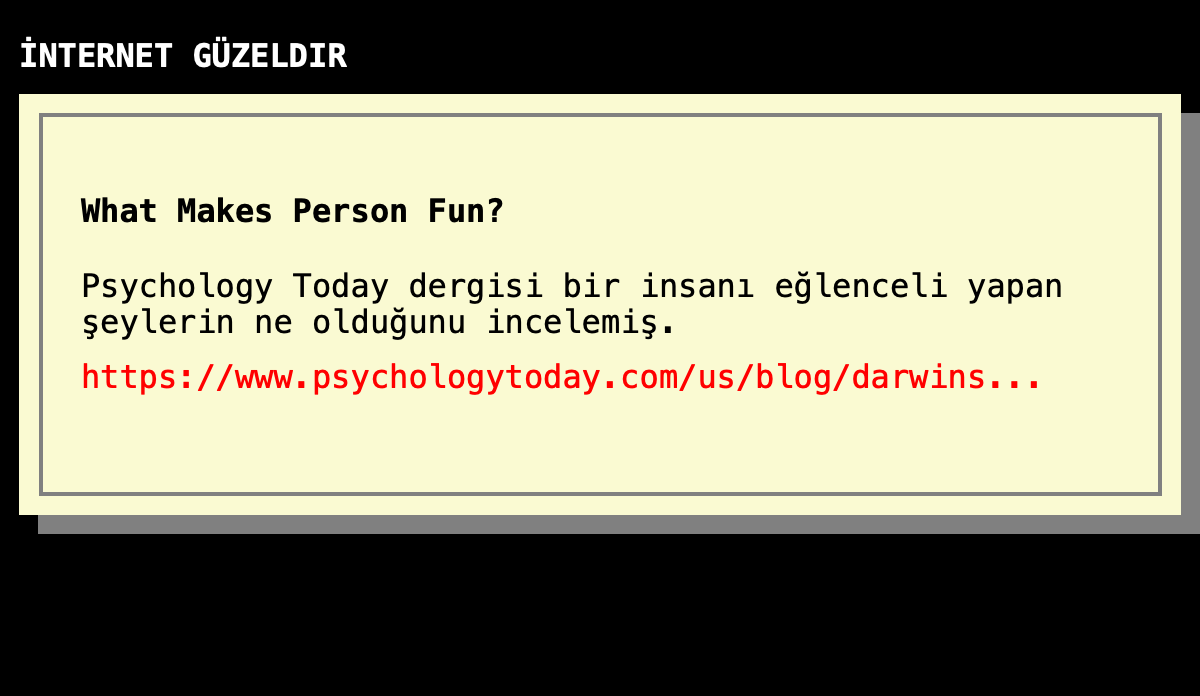 İNTERNET GÜZELDIR
What Makes Person Fun?
Psychology Today dergisi bir insanı eğlenceli yapan
şeylerin ne olduğunu incelemiş.
https://www.psychologytoday.com/us/blog/darwins...